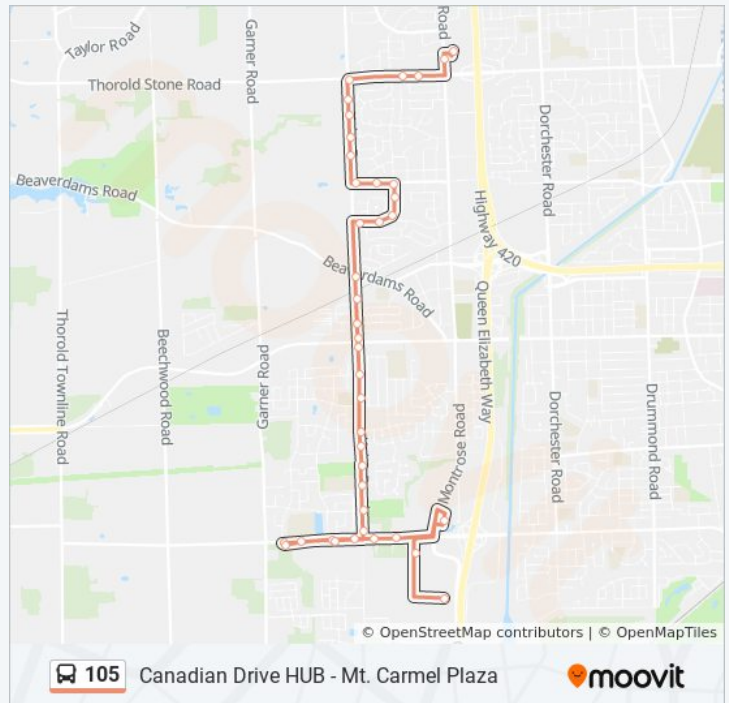 Taylor Road
Garner Road
Road
Thorold Stone Road
Dorchester Road
Beaverdams Road
Highway 420
Beaverdams Road
Queen Elizabeth Way
Thorold Townline Road
Beechwood Road
Garner Road
Montrose Road
Dorchester Road
Drummond Road
© OpenStreetMap contributors | © OpenMapTiles
105 Canadian Drive HUB - Mt. Carmel Plaza
moovit